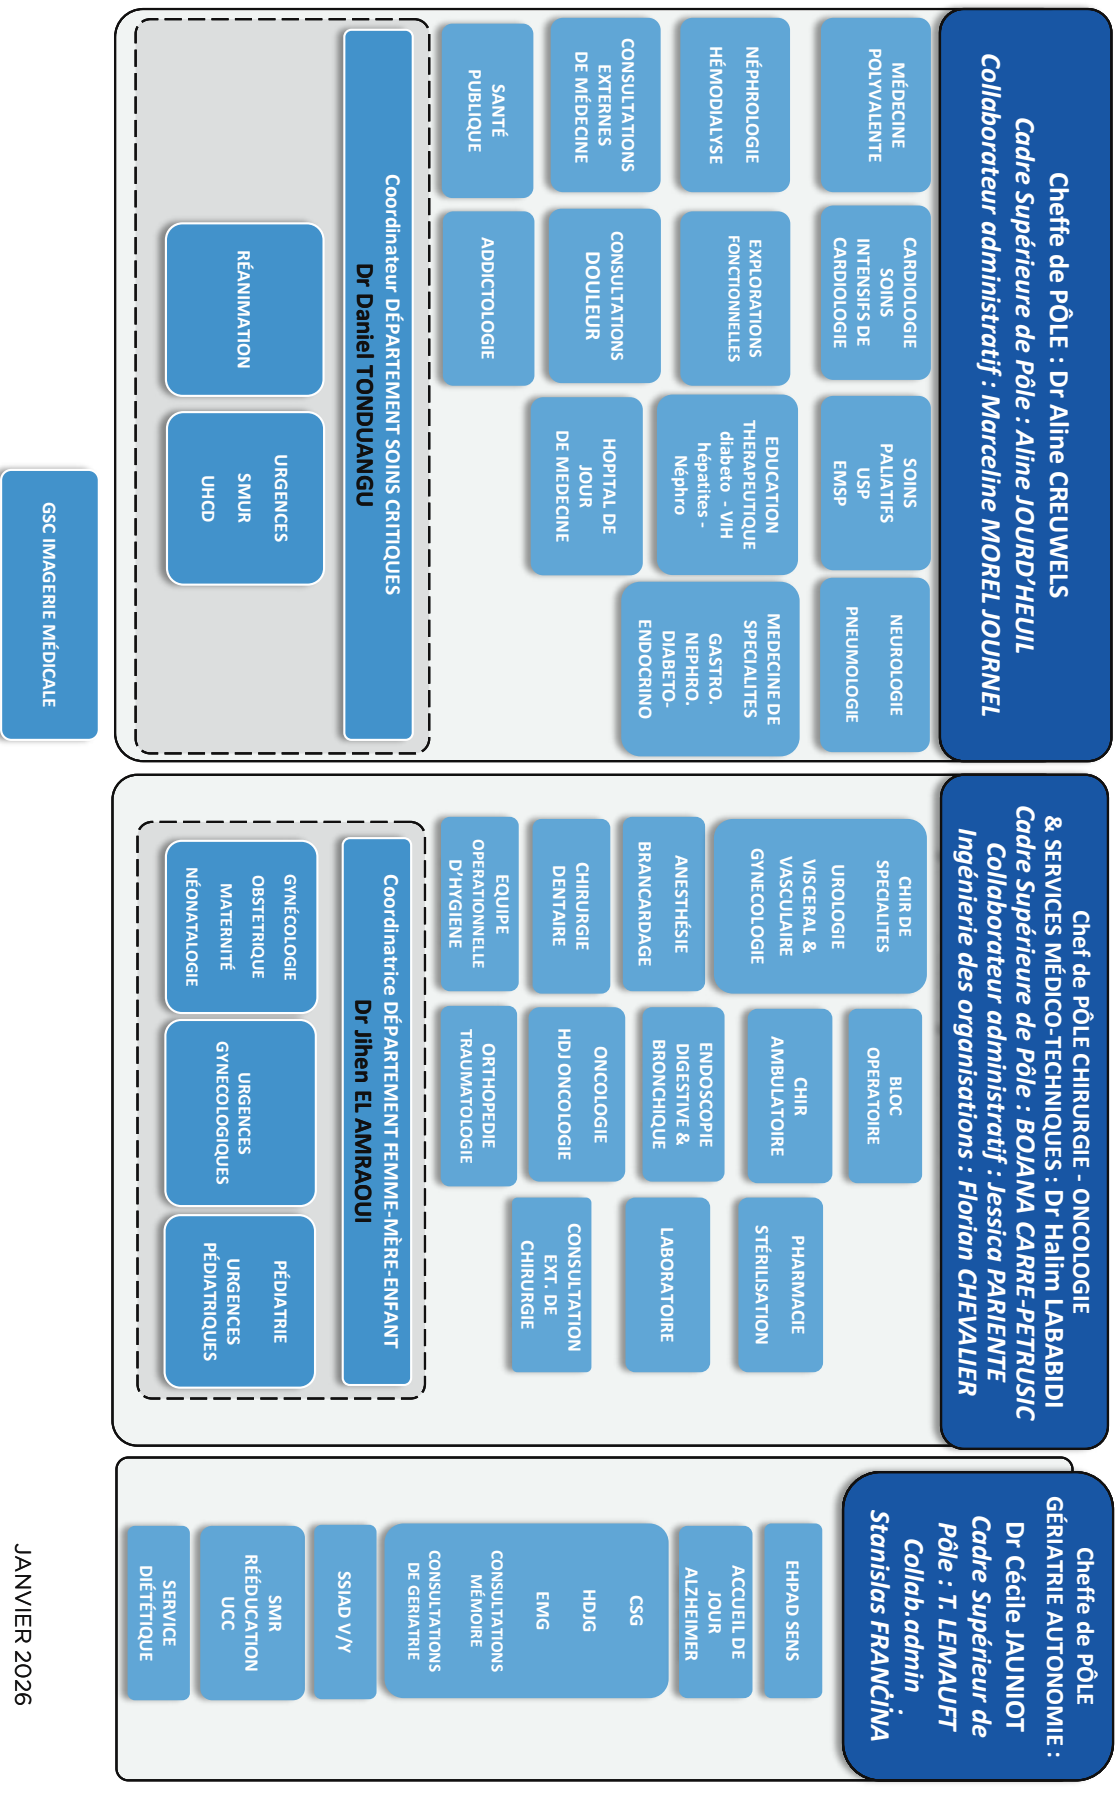 Cheffe de PÔLE : Dr Aline CREUWELS
Cadre Supérieure de Pôle : Aline JOURD’HEUIL
Collaborateur administratif : Marceline MOREL JOURNEL
MÉDECINE
POLYVALENTE
CARDIOLOGIE
SOINS
INTENSIFS DE
CARDIOLOGIE
SOINS
PALIATIFS
USP
EMSP
NEUROLOGIE
PNEUMOLOGIE
NÉPHROLOGIE
HÉMODIALYSE
EXPLORATIONS
FONCTIONNELLES
EDUCATION
THERAPEUTIQUE
diabeto - VIH
hépatites -
Néphro
MEDECINE DE
SPECIALITES
GASTRO.
NEPHRO.
DIABETO-
ENDOCRINO
CONSULTATIONS
EXTERNES
DE MÉDECINE
CONSULTATIONS
DOULEUR
HOPITAL DE
JOUR
DE MEDECINE
SANTÉ
PUBLIQUE
ADDICTOLOGIE
Coordinateur DÉPARTEMENT SOINS CRITIQUES
Dr Daniel TONDUANGU
RÉANIMATION
URGENCES
SMUR
UHCD
GSC IMAGERIE MÉDICALE
Chef de PÔLE CHIRURGIE - ONCOLOGIE
& SERVICES MÉDICO-TECHNIQUES : Dr Halim LABABIDI
Cadre Supérieure de Pôle : BOJANA CARRE-PETRUSIC
Collaborateur administratif : Jessica PARIENTE
Ingénierie des organisations : Florian CHEVALIER
CHIR DE
SPECIALITES
UROLOGIE
VISCERAL &
VASCULAIRE
GYNECOLOGIE
BLOC
OPERATOIRE
CHIR
AMBULATOIRE
PHARMACIE
STÉRILISATION
ANESTHÉSIE
BRANCARDAGE
ENDOSCOPIE
DIGESTIVE &
BRONCHIQUE
LABORATOIRE
CHIRURGIE
DENTAIRE
ONCOLOGIE
HDJ ONCOLOGIE
CONSULTATION
EXT. DE
CHIRURGIE
EQUIPE
OPERATIONNELLE
D’HYGIENE
ORTHOPEDIE
TRAUMATOLOGIE
Coordinatrice DÉPARTEMENT FEMME-MÈRE-ENFANT
Dr Jihen EL AMRAOUI
GYNÉCOLOGIE
OBSTETRIQUE
MATERNITÉ
NÉONATALOGIE
URGENCES
GYNECOLOGIQUES
PÉDIATRIE
URGENCES
PÉDIATRIQUES
Cheffe de PÔLE
GÉRIATRIE AUTONOMIE :
Dr Cécile JAUNIOT
Cadre Supérieur de
Pôle : T. LEMAUFT
Collab.admin :
Stanislas FRANCINA
EHPAD SENS
ACCUEIL DE
JOUR
ALZHEIMER
CSG
HDJG
EMG
CONSULTATIONS
MÉMOIRE
CONSULTATIONS
DE GERIATRIE
SSIAD V/Y
SMR
RÉÉDUCATION
UCC
SERVICE
DIÉTÉTIQUE
JANVIER 2026